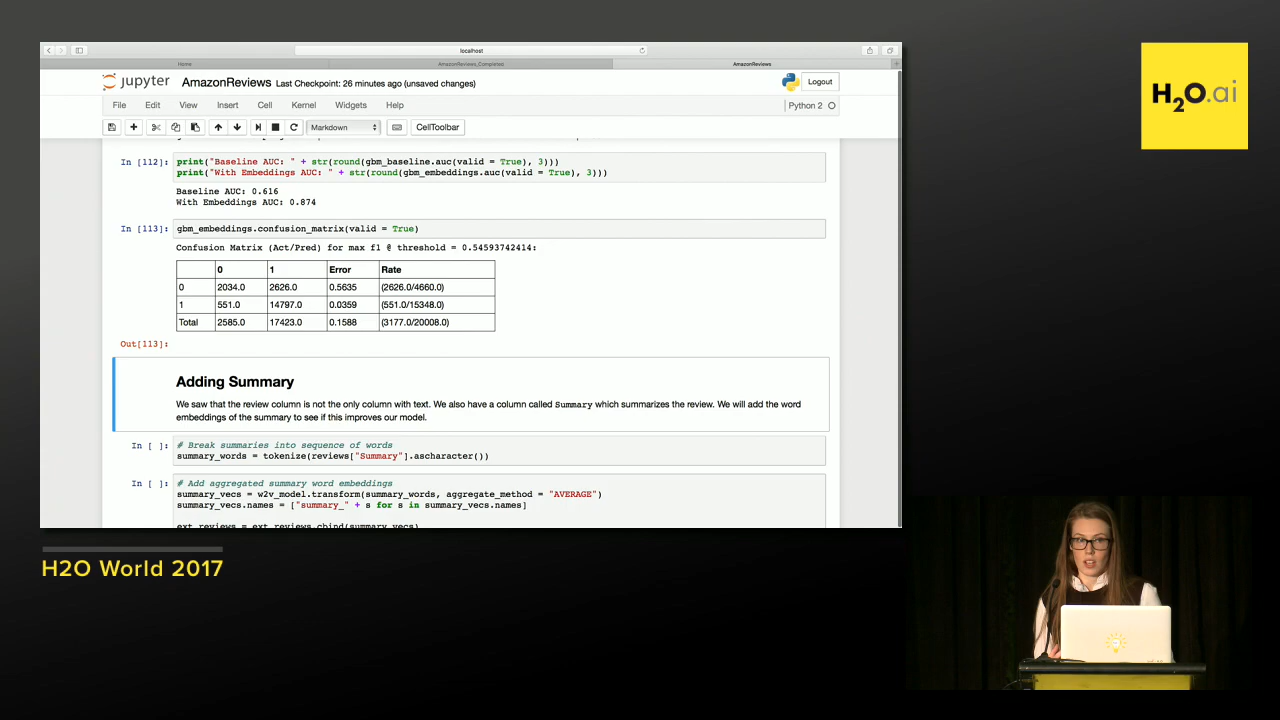 localhost
Home
AmazonReviews_Completed
AmazonReviews
jupyter AmazonReviews Last Checkpoint: 26 minutes ago (unsaved changes)
Logout
File Edit View Insert Cell Kernel Widgets Help
Python 2
Markdown
CellToolbar
In [112]: print("Baseline AUC: " + str(round(gbm_baseline.auc(valid = True), 3)))
print("With Embeddings AUC: " + str(round(gbm_embeddings.auc(valid = True), 3)))
Baseline AUC: 0.616
With Embeddings AUC: 0.874
In [113]: gbm_embeddings.confusion_matrix(valid = True)
Confusion Matrix (Act/Pred) for max f1 @ threshold = 0.54593742414:
0 1 Error Rate
0 2034.0 2626.0 0.5635 (2626.0/4660.0)
1 551.0 14797.0 0.0359 (551.0/15348.0)
Total 2585.0 17423.0 0.1588 (3177.0/20008.0)
Out[113]:
Adding Summary
We saw that the review column is not the only column with text. We also have a column called Summary which summarizes the review. We will add the word
embeddings of the summary to see if this improves our model.
In [ ]: # Break summaries into sequence of words
summary_words = tokenize(reviews["Summary"].ascharacter())
In [ ]: # Add aggregated summary word embeddings
summary_vecs = w2v_model.transform(summary_words, aggregate_method = "AVERAGE")
summary_vecs.names = ["summary_" + s for s in summary_vecs.names]
ext_reviews = ext_reviews.cbind(summary_vecs)
H2O.ai
H2O World 2017